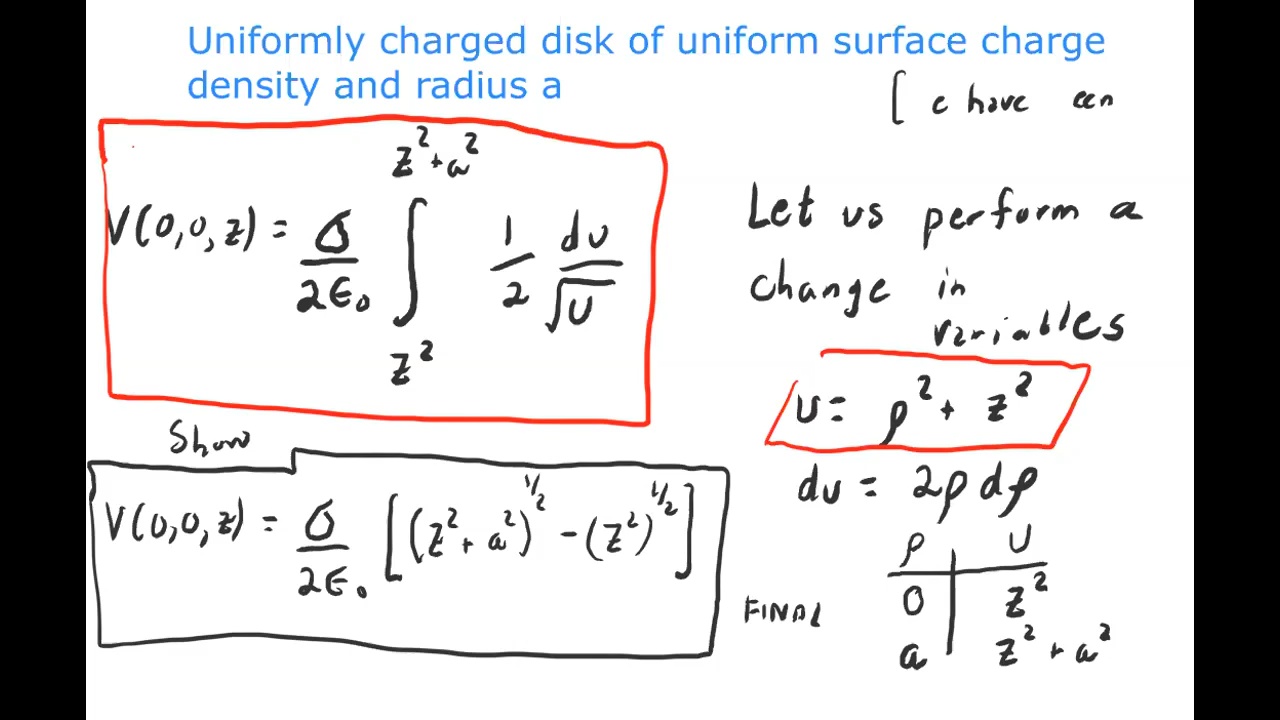 Uniformly charged disk of uniform surface charge
density and radius a
[ c have
Let us perform a
change in
variables
V(0,0,z) = σ/2ϵ₀ ∫_{z²}^{z²+a²} 1/2 du/√u
u = ρ² + z²
Show
du = 2ρdρ
V(0,0,z) = σ/2ϵ₀ [(z²+a²)^{1/2} - (z²)^{1/2}]
ρ | u
0 | z²
a | z² + a²
FINAL